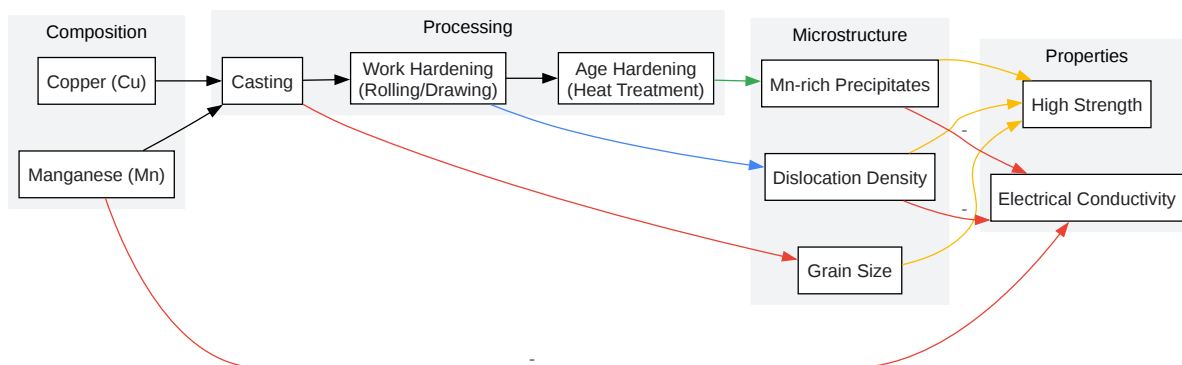 Composition
Copper (Cu)
Manganese (Mn)
Processing
Casting
Work Hardening
(Rolling/Drawing)
Age Hardening
(Heat Treatment)
Microstructure
Mn-rich Precipitates
Dislocation Density
Grain Size
Properties
High Strength
Electrical Conductivity
-
-
-